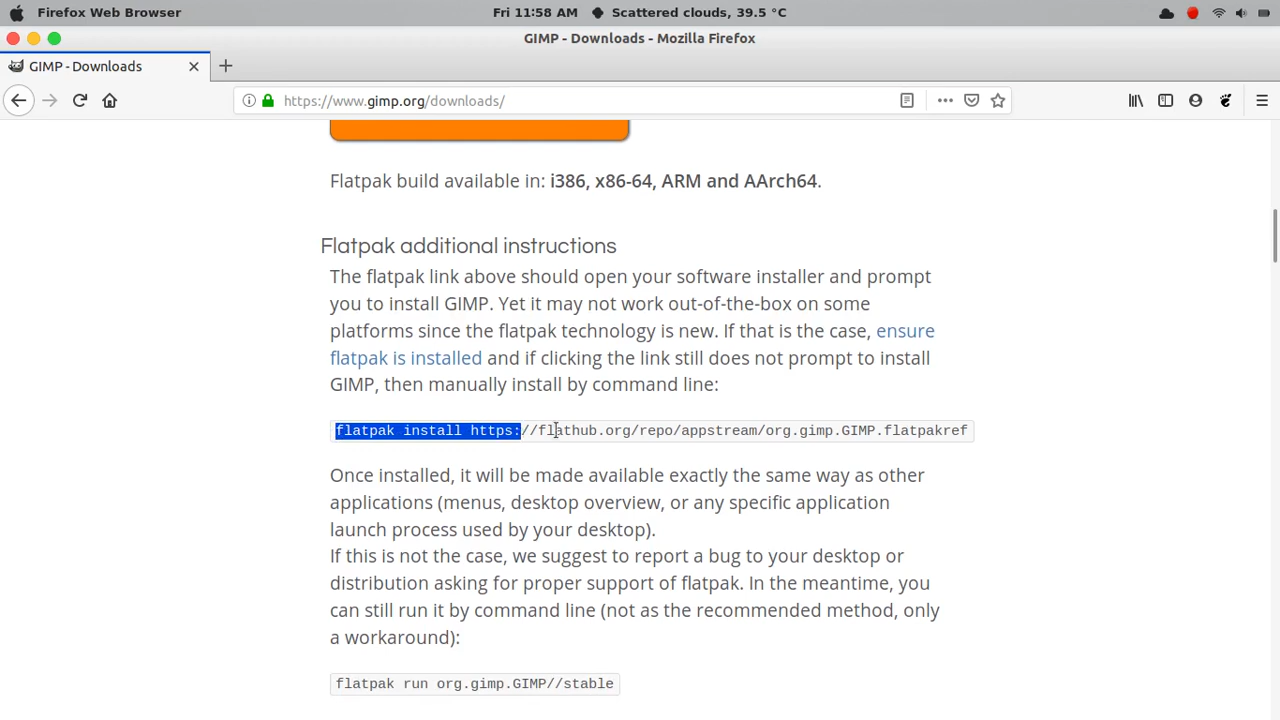 Firefox Web Browser
Fri 11:58 AM
Scattered clouds, 39.5 °C
GIMP - Downloads - Mozilla Firefox
GIMP - Downloads
https://www.gimp.org/downloads/
Flatpak build available in: i386, x86-64, ARM and AArch64.
Flatpak additional instructions
The flatpak link above should open your software installer and prompt
you to install GIMP. Yet it may not work out-of-the-box on some
platforms since the flatpak technology is new. If that is the case, ensure
flatpak is installed and if clicking the link still does not prompt to install
GIMP, then manually install by command line:
flatpak install https://flathub.org/repo/appstream/org.gimp.GIMP.flatpakref
Once installed, it will be made available exactly the same way as other
applications (menus, desktop overview, or any specific application
launch process used by your desktop).
If this is not the case, we suggest to report a bug to your desktop or
distribution asking for proper support of flatpak. In the meantime, you
can still run it by command line (not as the recommended method, only
a workaround):
flatpak run org.gimp.GIMP//stable